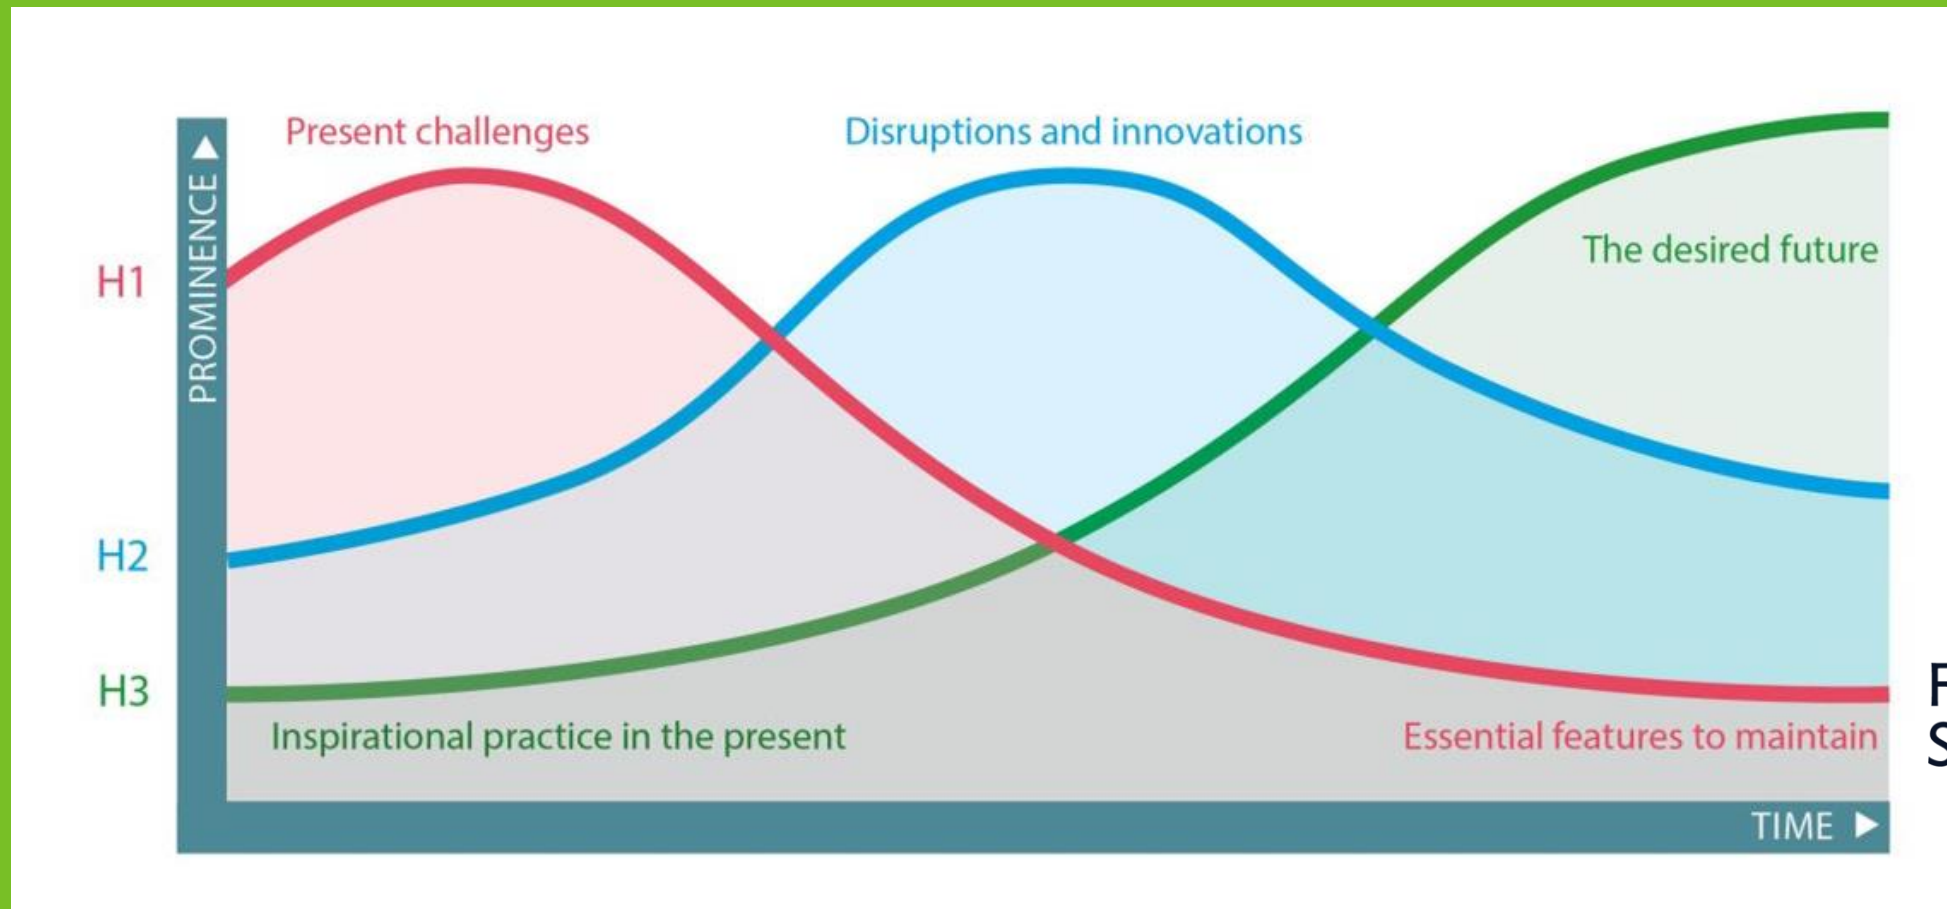 Present challenges
Disruptions and innovations
PROMINENCE
The desired future
H1
H2
H3
Inspirational practice in the present
Essential features to maintain
TIME